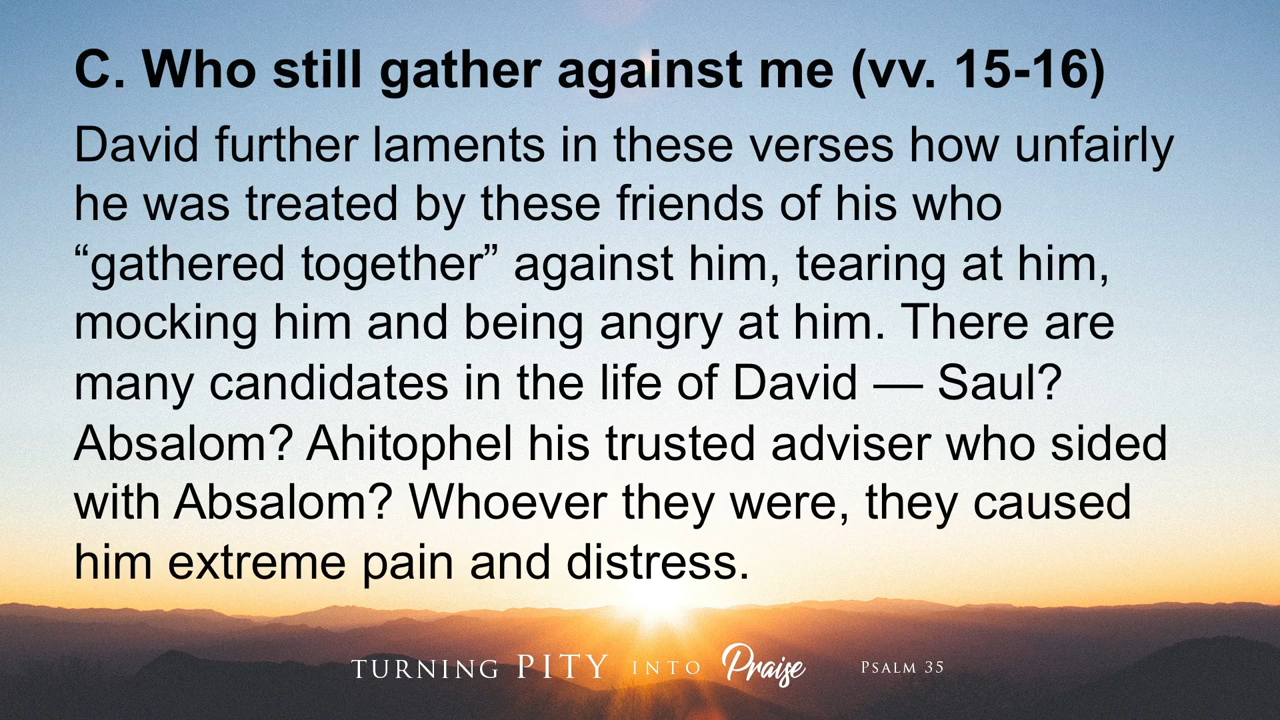 C. Who still gather against me (vv. 15-16)
David further laments in these verses how unfairly
he was treated by these friends of his who
“gathered together” against him, tearing at him,
mocking him and being angry at him. There are
many candidates in the life of David — Saul?
Absalom? Ahitophel his trusted adviser who sided
with Absalom? Whoever they were, they caused
him extreme pain and distress.
TURNING PITY INTO Praise PSALM 35